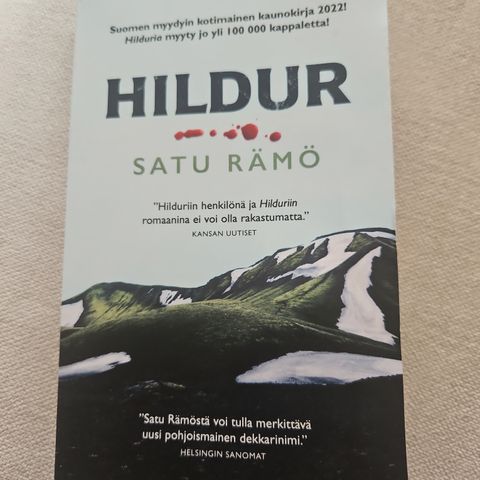 Suomen myydyin kotimainen kaunokirja 2022!
Hilduria myyty jo yli 100 000 kappaletta!
HILDUR
SATU RÄMÖ
"Hilduriin henkilönä ja Hilduriin
romaanina ei voi olla rakastumatta."
KANSAN UUTISET
"Satu Rämöstä voi tulla merkittävä
uusi pohjoismainen dekkarinimi."
HELSINGIN SANOMAT